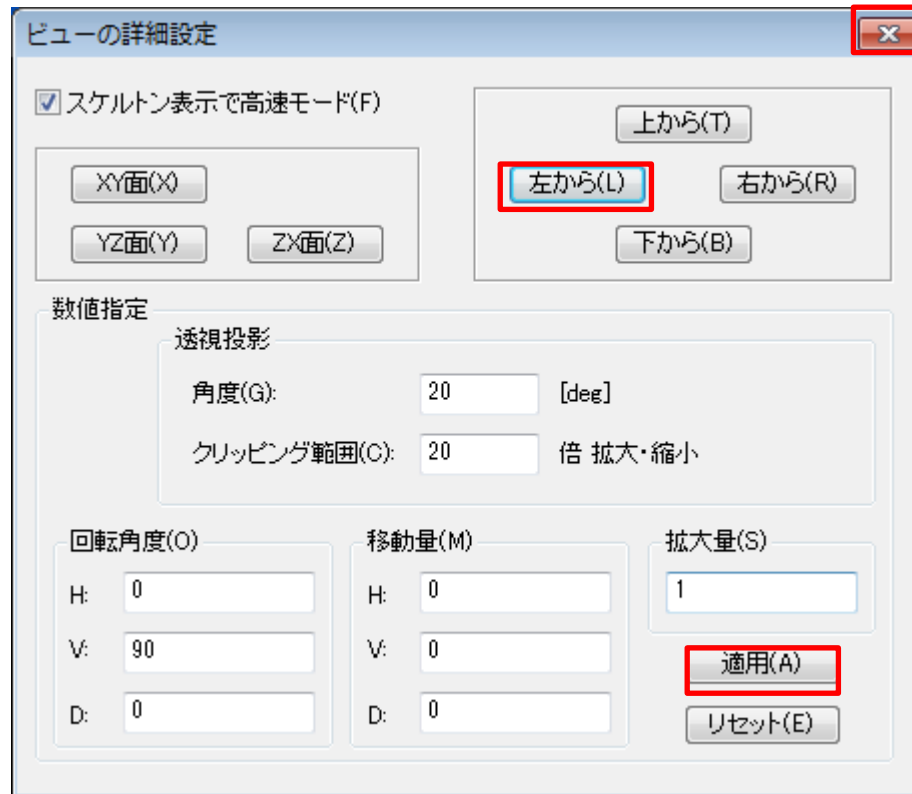 ビューの詳細設定
スケルトン表示で高速モード(F)
上から(T)
XY面(X)
左から(L) 右から(R)
YZ面(Y) ZX面(Z)
下から(B)
数値指定
透視投影
角度(G): 20 [deg]
クリッピング範囲(C): 20 倍 拡大・縮小
回転角度(O) 移動量(M) 拡大量(S)
H: 0 H: 0 1
V: 90 V: 0 適用(A)
D: 0 D: 0 リセット(E)